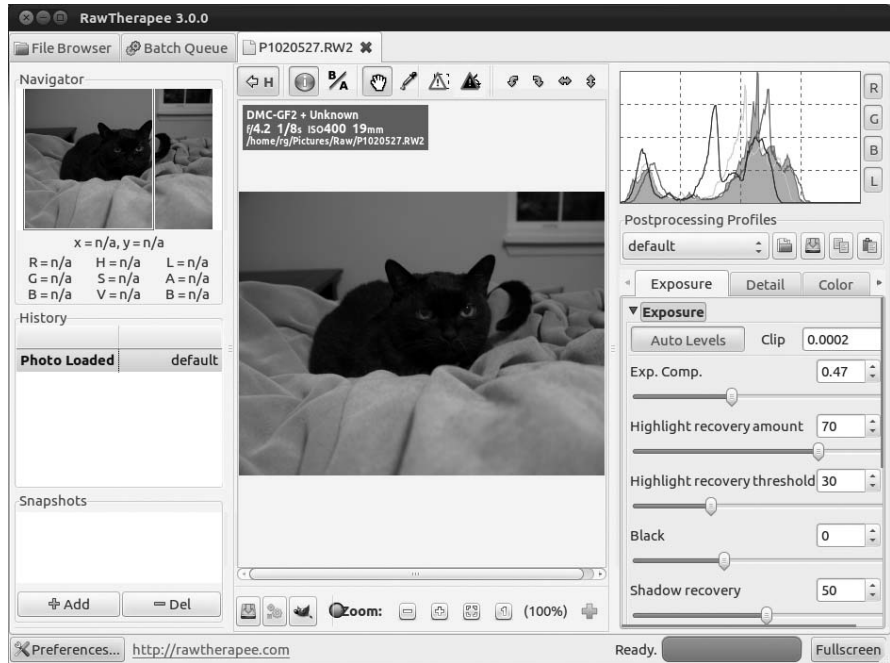 RawTherapee 3.0.0
File Browser
Batch Queue
P1020527.RW2
Navigator
x = n/a, y = n/a
R = n/a H = n/a L = n/a
G = n/a S = n/a A = n/a
B = n/a V = n/a B = n/a
History
Photo Loaded default
Snapshots
Add
Del
H
B/A
DMC-GF2 + Unknown
f/4.2 1/8s ISO400 19mm
/home/rg/Pictures/Raw/P1020527.RW2
Zoom:
1
(100%)
R
G
B
L
Postprocessing Profiles
default
Exposure
Detail
Color
Exposure
Auto Levels Clip 0.0002
Exp. Comp. 0.47
Highlight recovery amount 70
Highlight recovery threshold 30
Black 0
Shadow recovery 50
Preferences...
http://rawtherapee.com
Ready.
Fullscreen